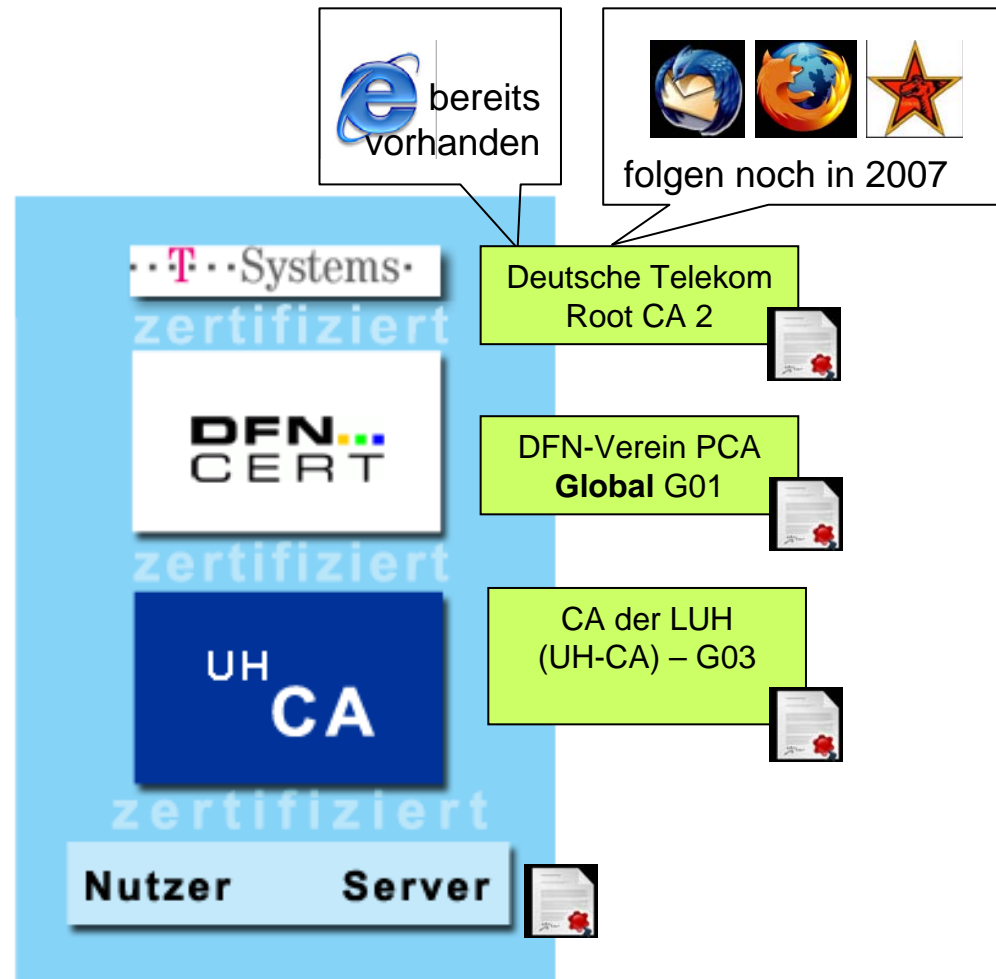 bereits
vorhanden
folgen noch in 2007
· · T · · Systems ·
Deutsche Telekom
Root CA 2
zertifiziert
DFN...
CERT
DFN-Verein PCA
Global G01
zertifiziert
UH
CA
CA der LUH
(UH-CA) – G03
zertifiziert
Nutzer Server